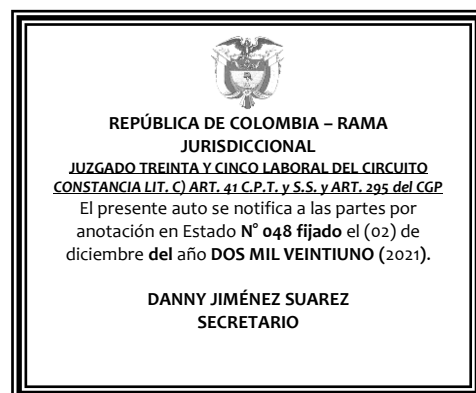 REPÚBLICA DE COLOMBIA – RAMA
JURISDICCIONAL
JUZGADO TREINTA Y CINCO LABORAL DEL CIRCUITO
CONSTANCIA LIT. C) ART. 41 C.P.T. y S.S. y ART. 295 del CGP
El presente auto se notifica a las partes por
anotación en Estado N° 048 fijado el (02) de
diciembre del año DOS MIL VEINTIUNO (2021).
DANNY JIMÉNEZ SUAREZ
SECRETARIO